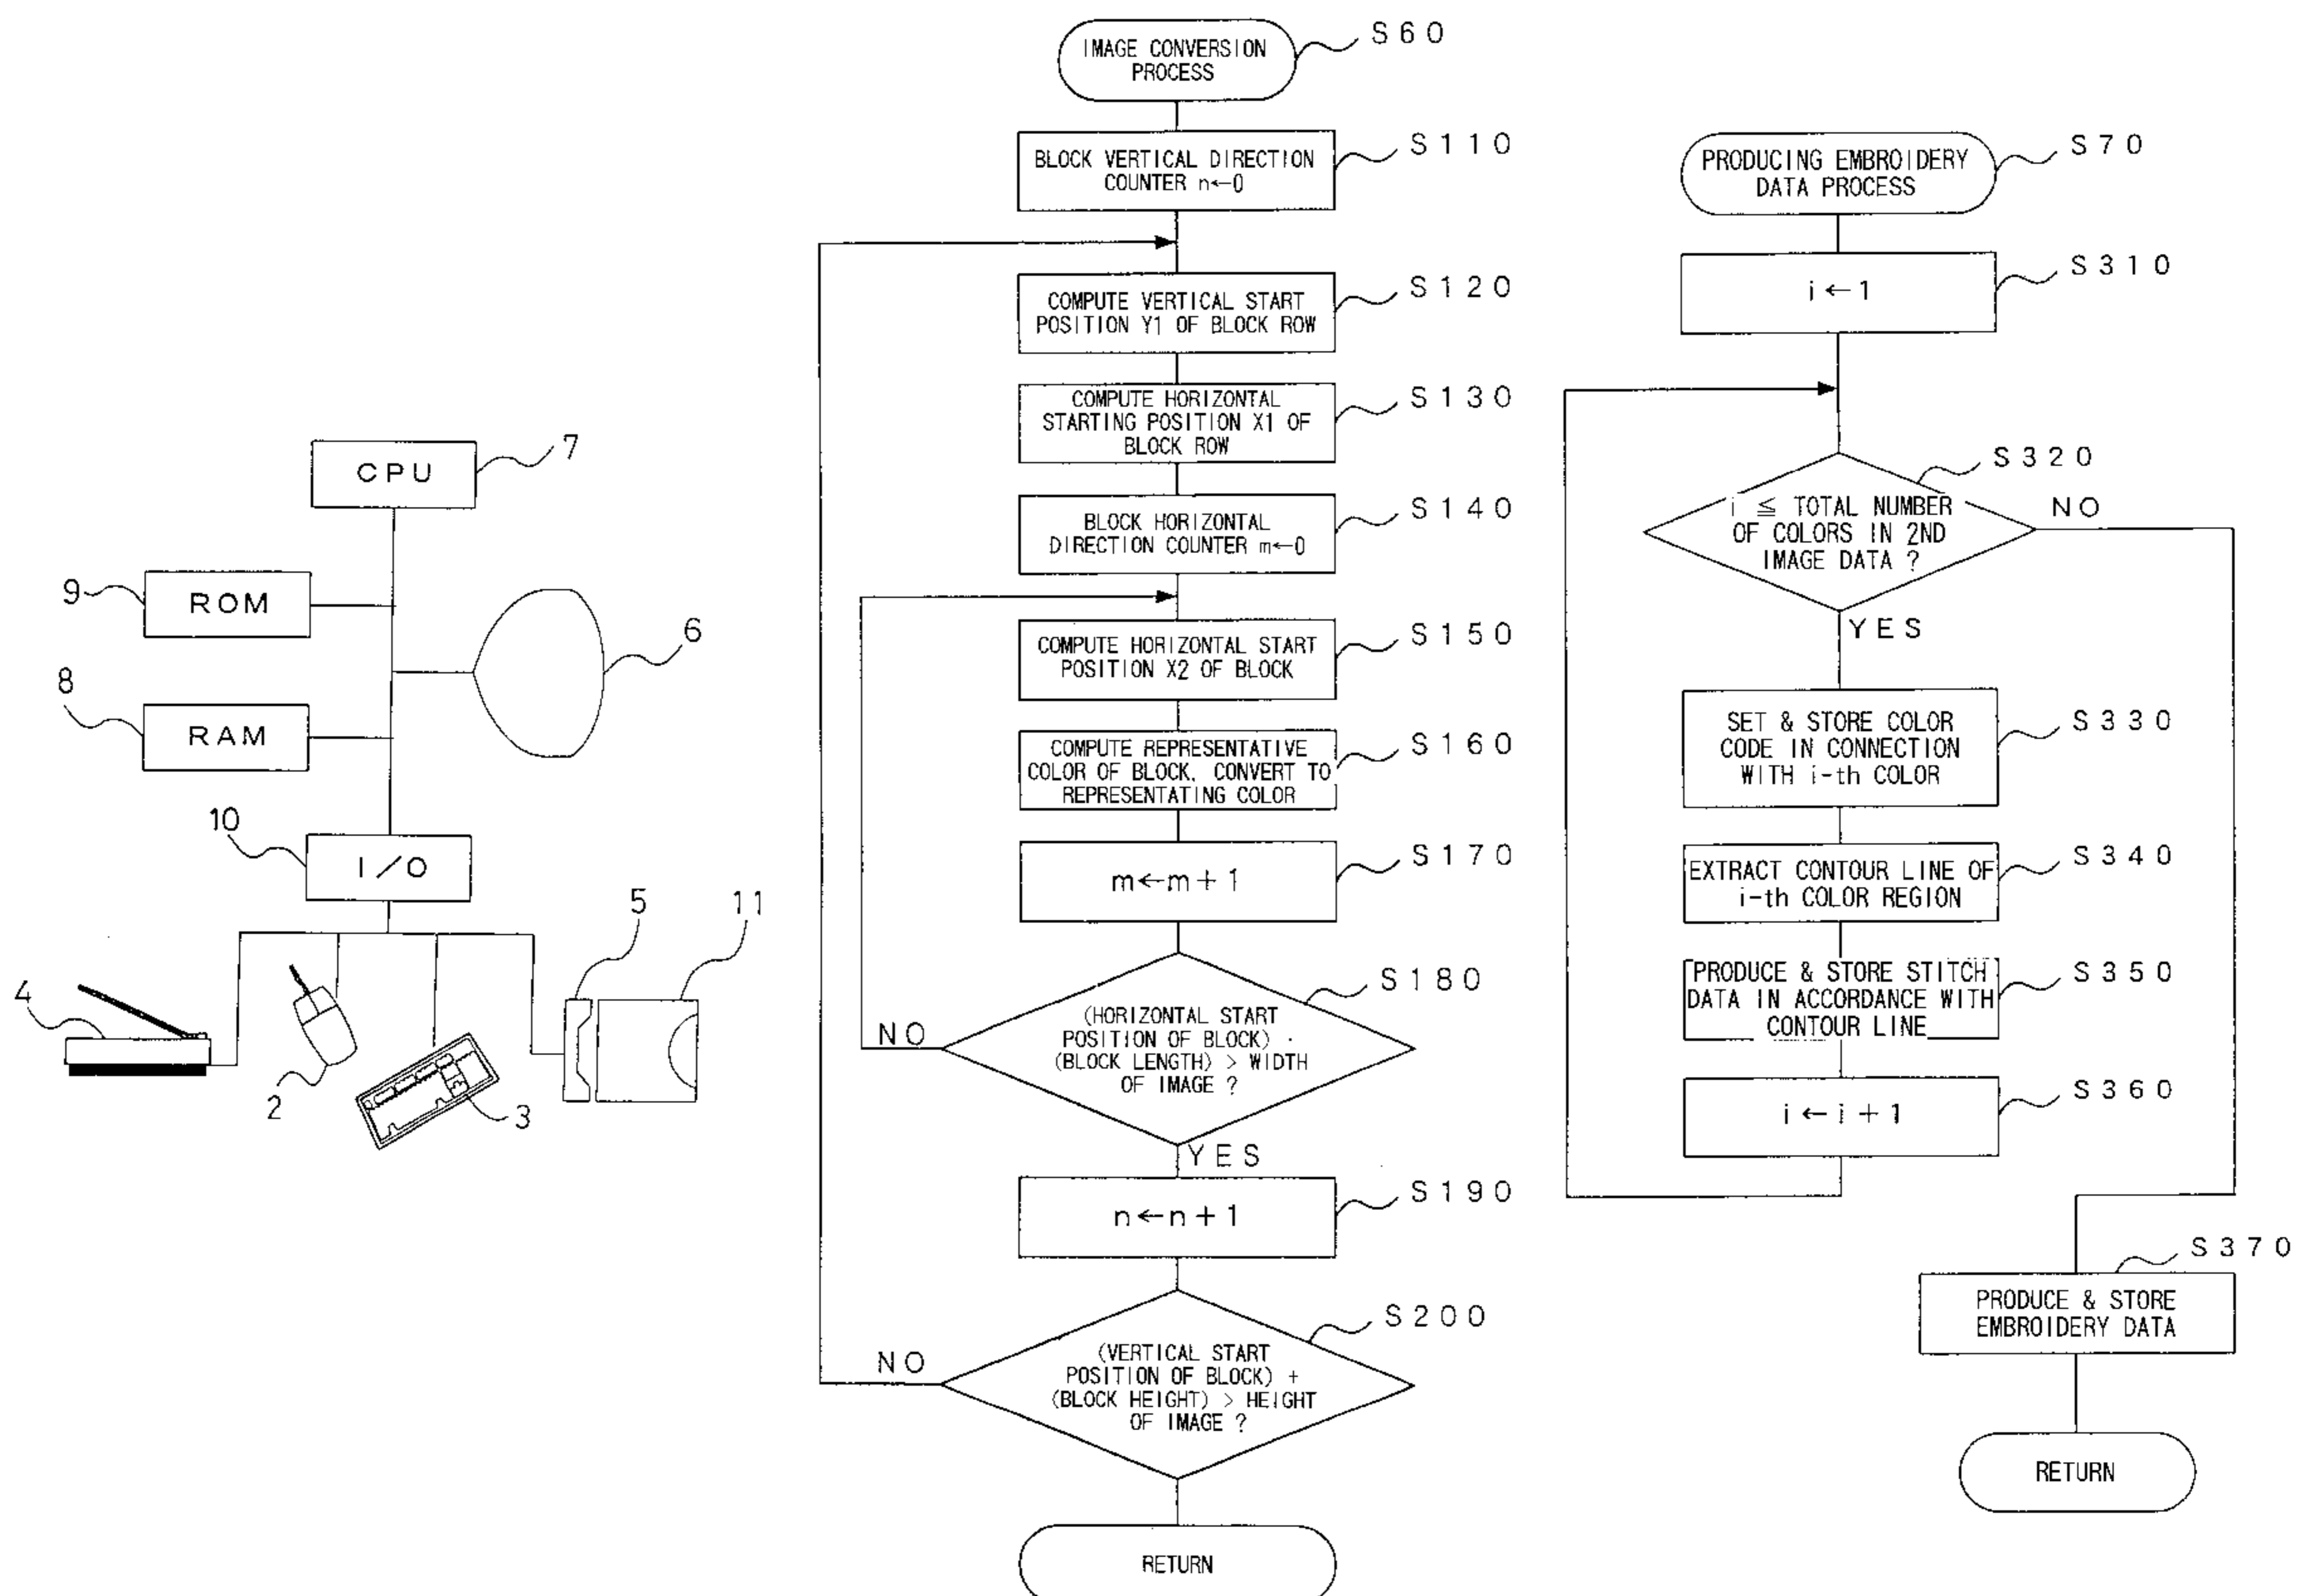 CPU
7
9
ROM
6
8
RAM
10
I/O
5
11
4
2
3
IMAGE CONVERSION
PROCESS
S60
BLOCK VERTICAL DIRECTION
COUNTER n←0
S110
COMPUTE VERTICAL START
POSITION Y1 OF BLOCK ROW
S120
COMPUTE HORIZONTAL
STARTING POSITION X1 OF
BLOCK ROW
S130
BLOCK HORIZONTAL
DIRECTION COUNTER m←0
S140
COMPUTE HORIZONTAL START
POSITION X2 OF BLOCK
S150
COMPUTE REPRESENTATIVE
COLOR OF BLOCK, CONVERT TO
REPRESENTATING COLOR
S160
m←m+1
S170
(HORIZONTAL START
POSITION OF BLOCK) ·
(BLOCK LENGTH) > WIDTH
OF IMAGE ?
S180
NO
YES
n←n+1
S190
(VERTICAL START
POSITION OF BLOCK) +
(BLOCK HEIGHT) > HEIGHT
OF IMAGE ?
S200
NO
RETURN
PRODUCING EMBROIDERY
DATA PROCESS
S70
i←1
S310
i ≦ TOTAL NUMBER
OF COLORS IN 2ND
IMAGE DATA ?
S320
NO
YES
SET & STORE COLOR
CODE IN CONNECTION
WITH i-th COLOR
S330
EXTRACT CONTOUR LINE OF
i-th COLOR REGION
S340
PRODUCE & STORE STITCH
DATA IN ACCORDANCE WITH
CONTOUR LINE
S350
i←i+1
S360
PRODUCE & STORE
EMBROIDERY DATA
S370
RETURN